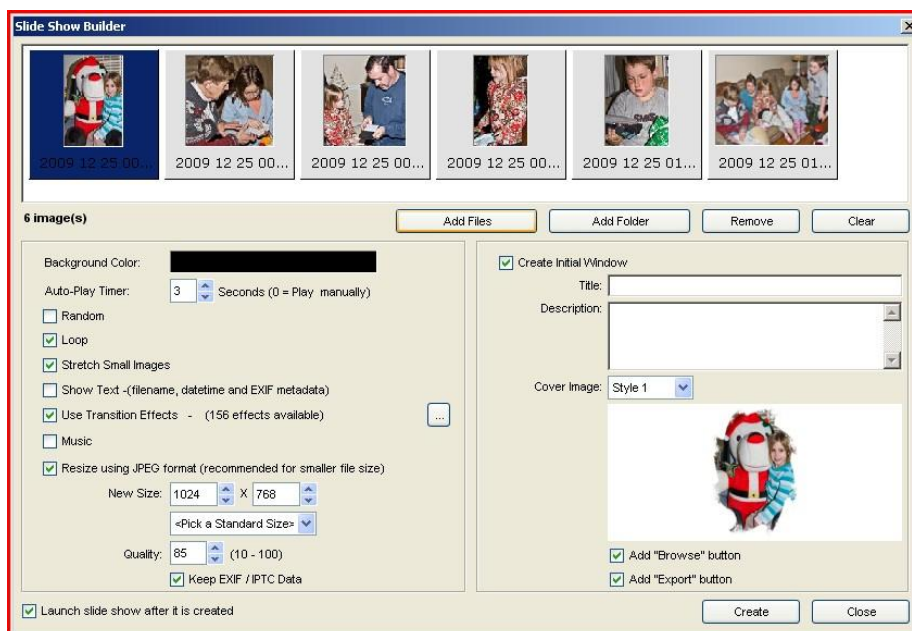 Slide Show Builder
2009 12 25 00...
2009 12 25 00...
2009 12 25 00...
2009 12 25 00...
2009 12 25 01...
2009 12 25 01...
6 image(s)
Add Files
Add Folder
Remove
Clear
Background Color:
Auto-Play Timer: 3 Seconds (0 = Play manually)
Random
Loop
Stretch Small Images
Show Text -(filename, datetime and EXIF metadata)
Use Transition Effects - (156 effects available) ...
Music
Resize using JPEG format (recommended for smaller file size)
New Size: 1024 X 768
<Pick a Standard Size>
Quality: 85 (10 - 100)
Keep EXIF / IPTC Data
Create Initial Window
Title:
Description:
Cover Image: Style 1
Add "Browse" button
Add "Export" button
Launch slide show after it is created
Create
Close